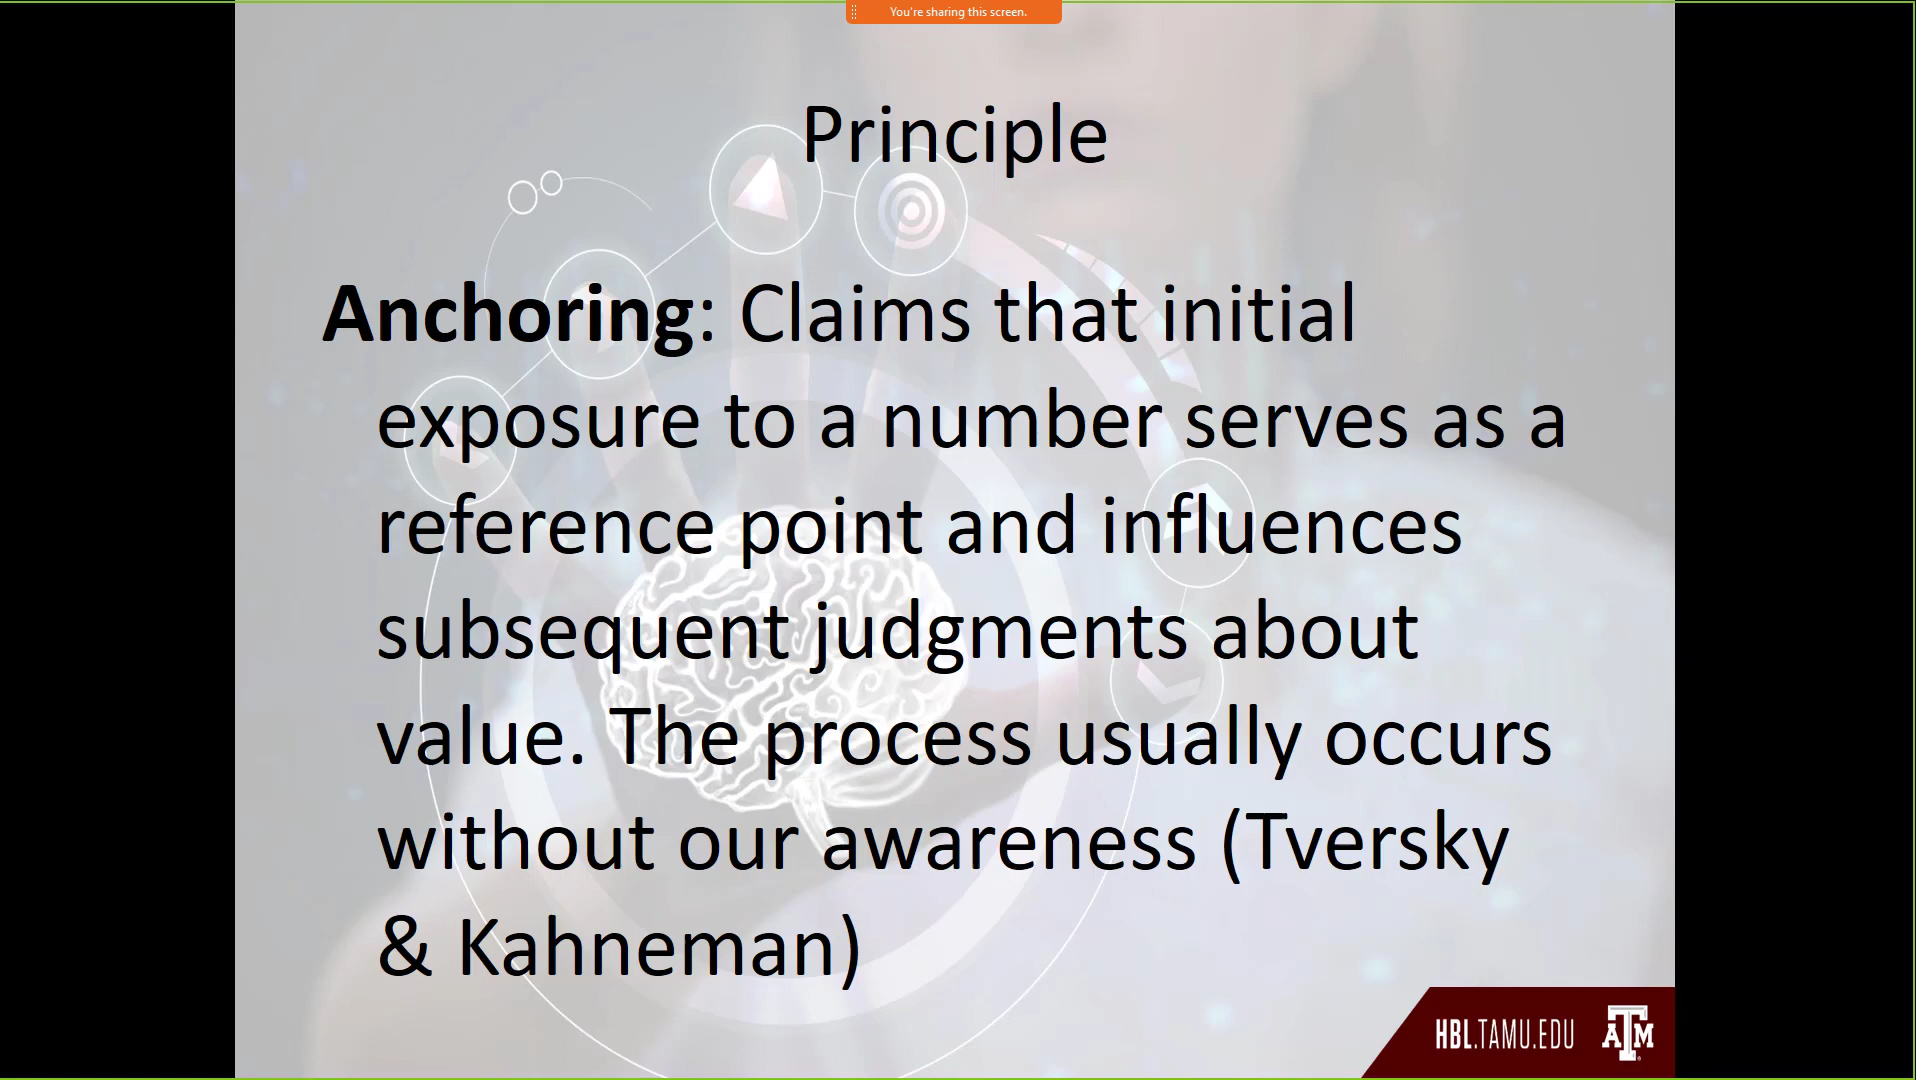 You're sharing this screen.
Principle
Anchoring: Claims that initial
exposure to a number serves as a
reference point and influences
subsequent judgments about
value. The process usually occurs
without our awareness (Tversky
& Kahneman)
HBL.TAMU.EDU
ATM